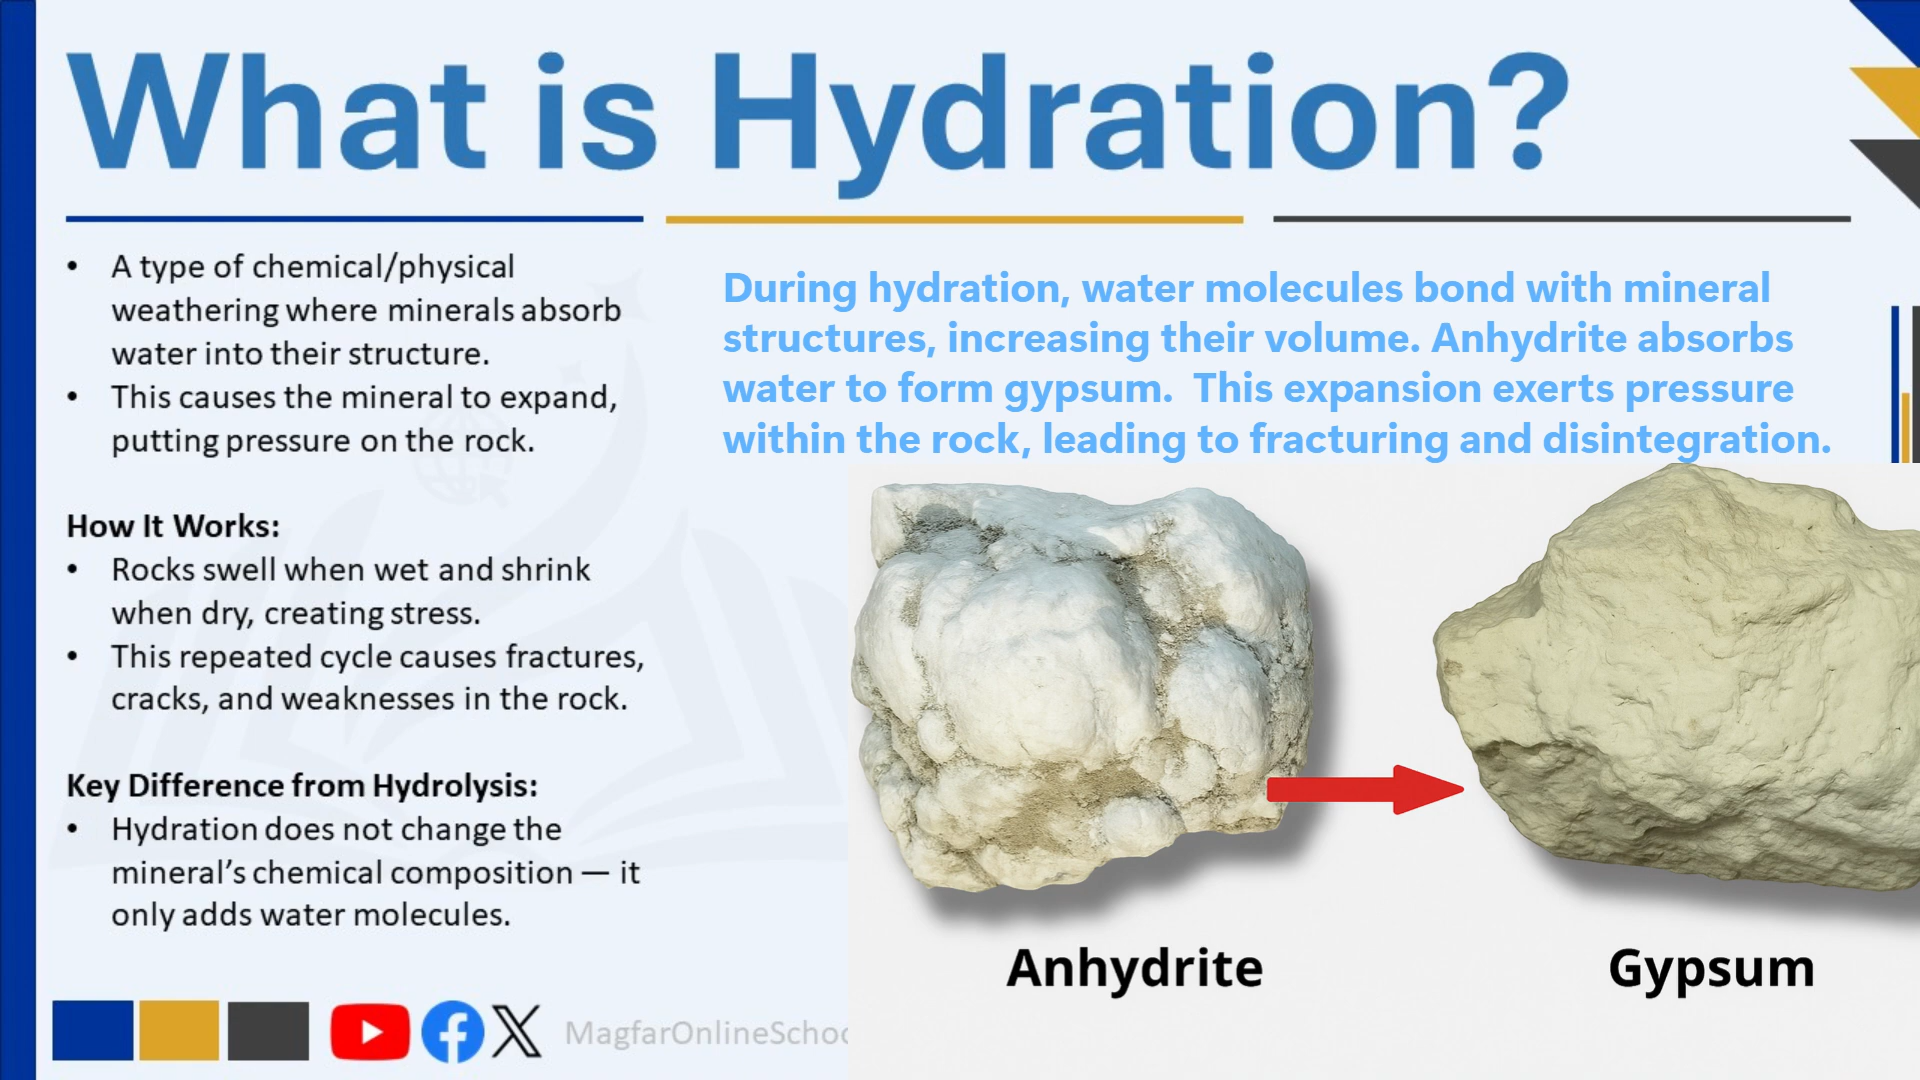 What is Hydration?
• A type of chemical/physical
weathering where minerals absorb
water into their structure.
• This causes the mineral to expand,
putting pressure on the rock.
How It Works:
• Rocks swell when wet and shrink
when dry, creating stress.
• This repeated cycle causes fractures,
cracks, and weaknesses in the rock.
Key Difference from Hydrolysis:
• Hydration does not change the
mineral’s chemical composition — it
only adds water molecules.
During hydration, water molecules bond with mineral
structures, increasing their volume. Anhydrite absorbs
water to form gypsum. This expansion exerts pressure
within the rock, leading to fracturing and disintegration.
Anhydrite
Gypsum